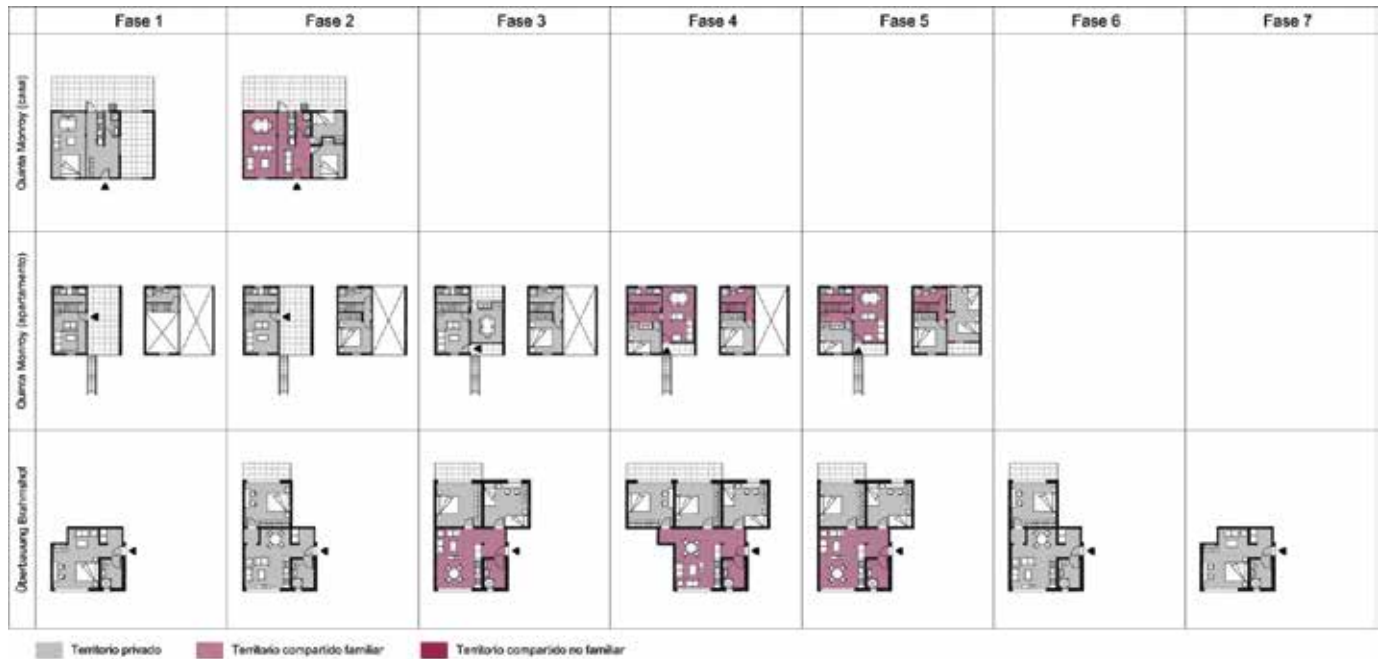 Fase 1 Fase 2 Fase 3 Fase 4 Fase 5 Fase 6 Fase 7
Quinta Monroy (casa)
Quinta Monroy (apartamento)
Überbauung Brahmshof
Territorio privado Territorio compartido familiar Territorio compartido no familiar